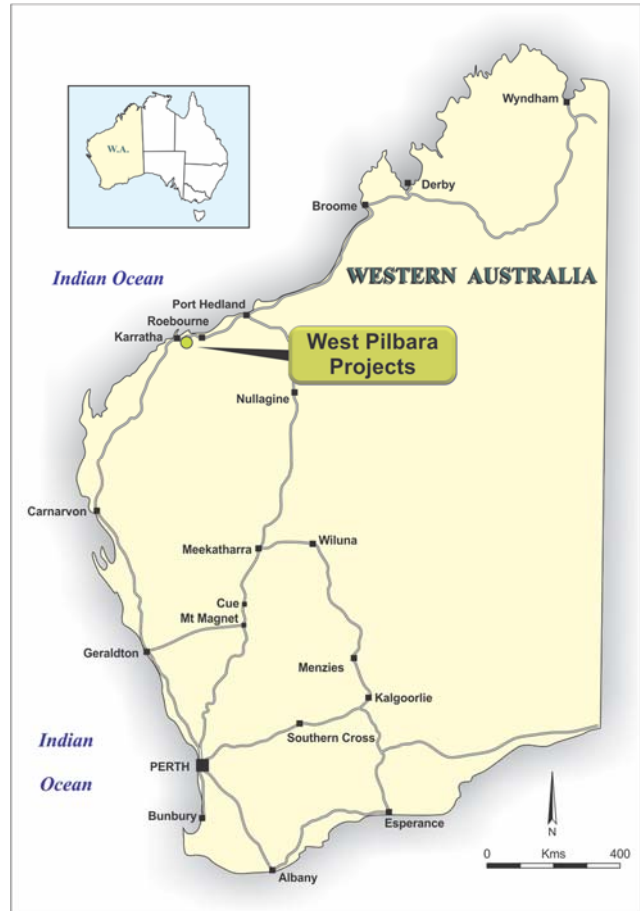 Wyndham
W.A.
Derby
Broome
Indian Ocean
WESTERN AUSTRALIA
Port Hedland
Roebourne
Karratha
West Pilbara
Projects
Nullagine
Carnarvon
Wiluna
Meekatharra
Cue
Mt Magnet
Geraldton
Menzies
Kalgoorlie
Southern Cross
Indian
Ocean
PERTH
Bunbury
Esperance
N
0 Kms 400
Albany